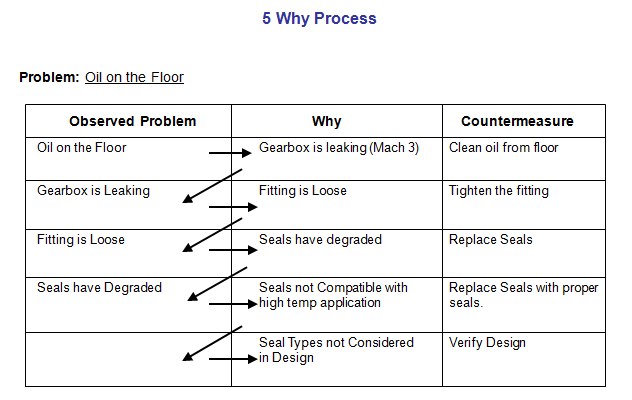 5 Why Process
Problem: Oil on the Floor
Observed Problem Why Countermeasure
Oil on the Floor Gearbox is leaking (Mach 3) Clean oil from floor
Gearbox is Leaking Fitting is Loose Tighten the fitting
Fitting is Loose Seals have degraded Replace Seals
Seals have Degraded Seals not Compatible with Replace Seals with proper
high temp application seals.
Seal Types not Considered Verify Design
in Design